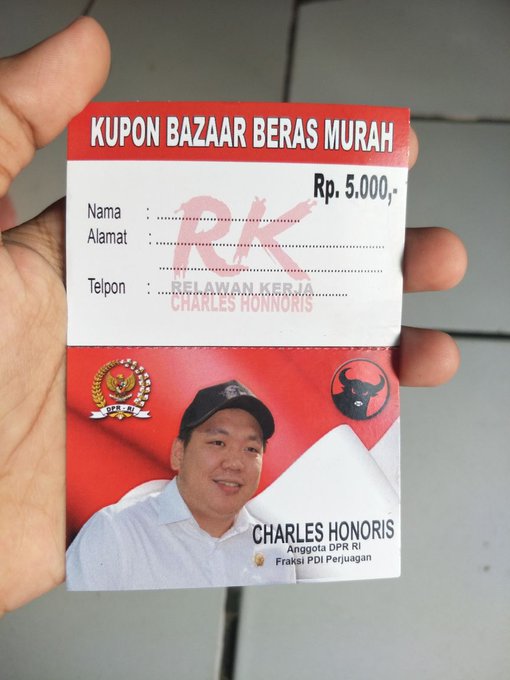 KUPON BAZAAR BERAS MURAH
Rp. 5.000,-
Nama :
Alamat :
Telpon :
RK
RELAWAN KERJA
CHARLES HONNORIS
DPR - RI
CHARLES HONORIS
Anggota DPR RI
Fraksi PDI Perjuagan